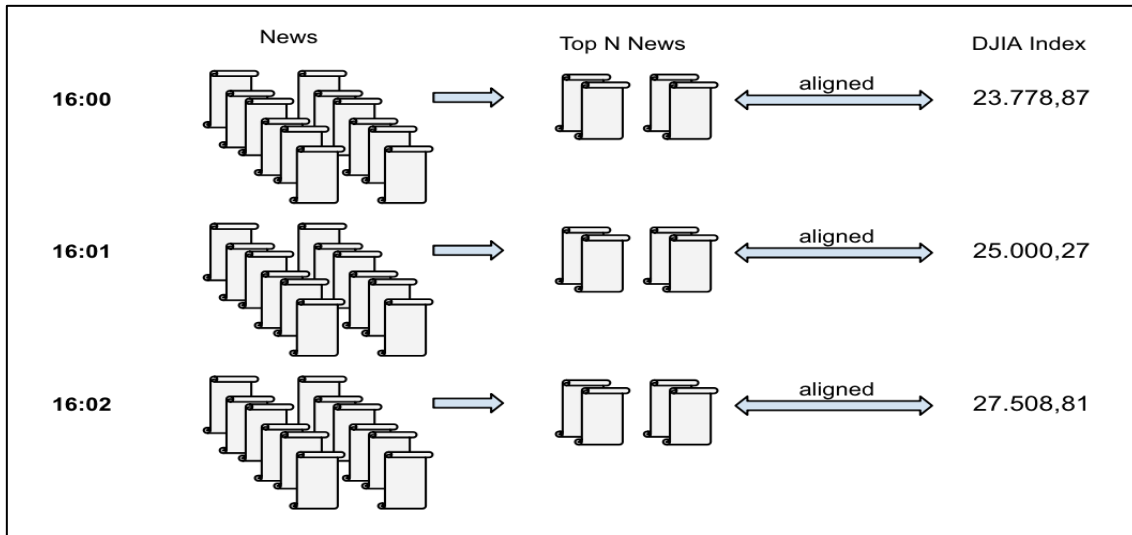 News Top N News DJIA Index
16:00 aligned 23.778,87
16:01 aligned 25.000,27
16:02 aligned 27.508,81